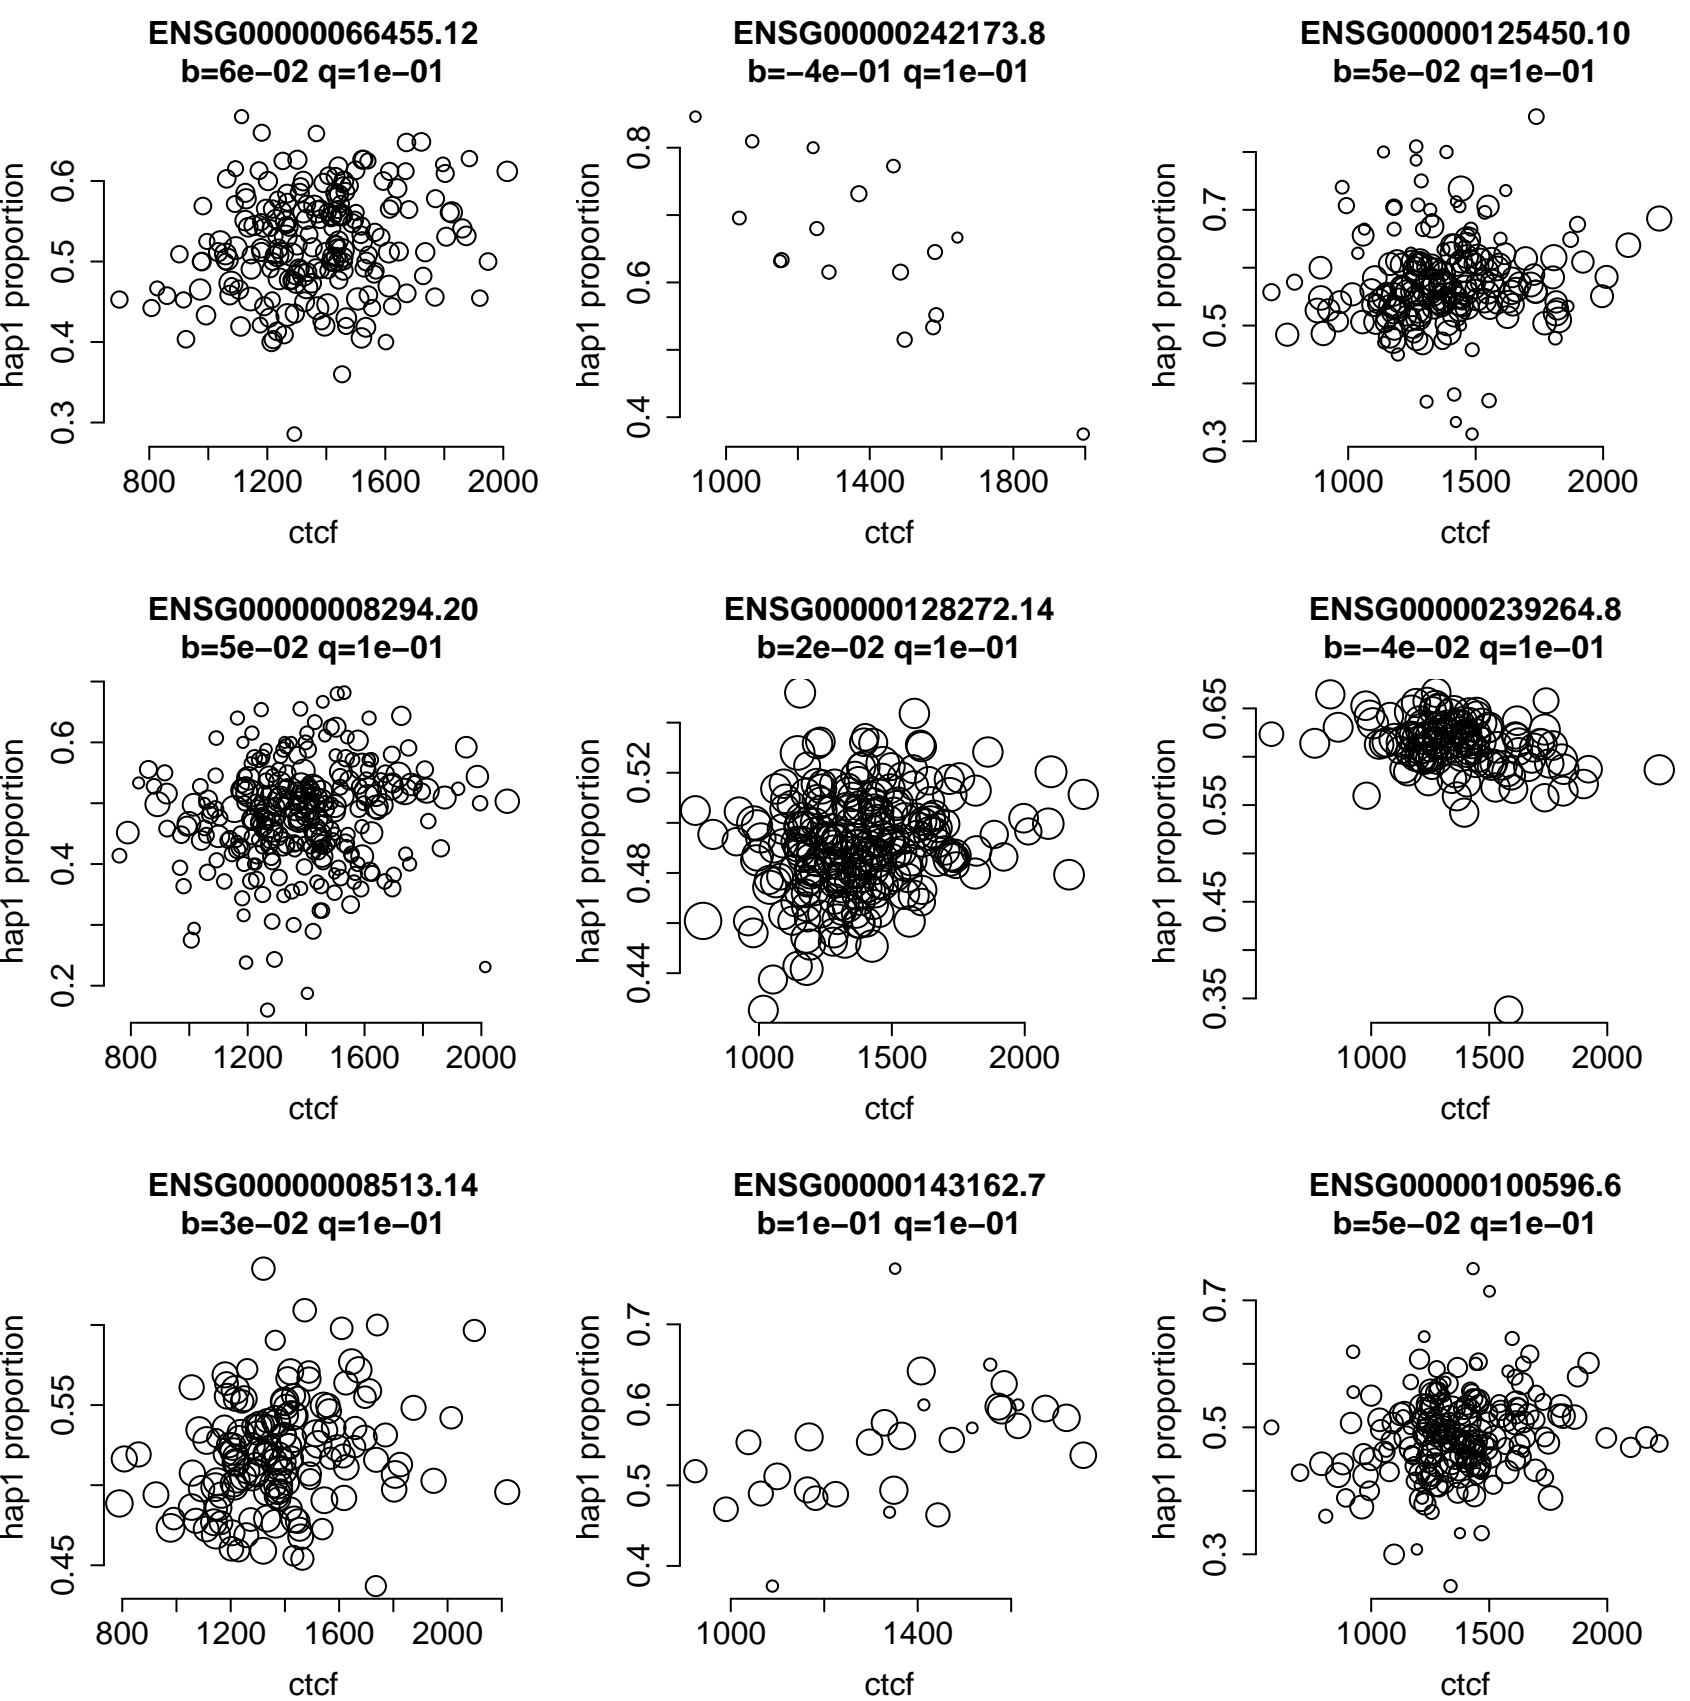 ENSG00000066455.12
b=6e−02 q=1e−01
hap1 proportion
0.3 0.4 0.5 0.6
800 1200 1600 2000
ctcf
ENSG00000242173.8
b=−4e−01 q=1e−01
hap1 proportion
0.4 0.6 0.8
1000 1400 1800
ctcf
ENSG00000125450.10
b=5e−02 q=1e−01
hap1 proportion
0.3 0.5 0.7
1000 1500 2000
ctcf
ENSG00000008294.20
b=5e−02 q=1e−01
hap1 proportion
0.2 0.4 0.6
800 1200 1600 2000
ctcf
ENSG00000128272.14
b=2e−02 q=1e−01
hap1 proportion
0.44 0.48 0.52
1000 1500 2000
ctcf
ENSG00000239264.8
b=−4e−02 q=1e−01
hap1 proportion
0.35 0.45 0.55 0.65
1000 1500 2000
ctcf
ENSG00000008513.14
b=3e−02 q=1e−01
hap1 proportion
0.45 0.55
800 1200 1600 2000
ctcf
ENSG00000143162.7
b=1e−01 q=1e−01
hap1 proportion
0.4 0.5 0.6 0.7
1000 1400
ctcf
ENSG00000100596.6
b=5e−02 q=1e−01
hap1 proportion
0.3 0.5 0.7
1000 1500 2000
ctcf